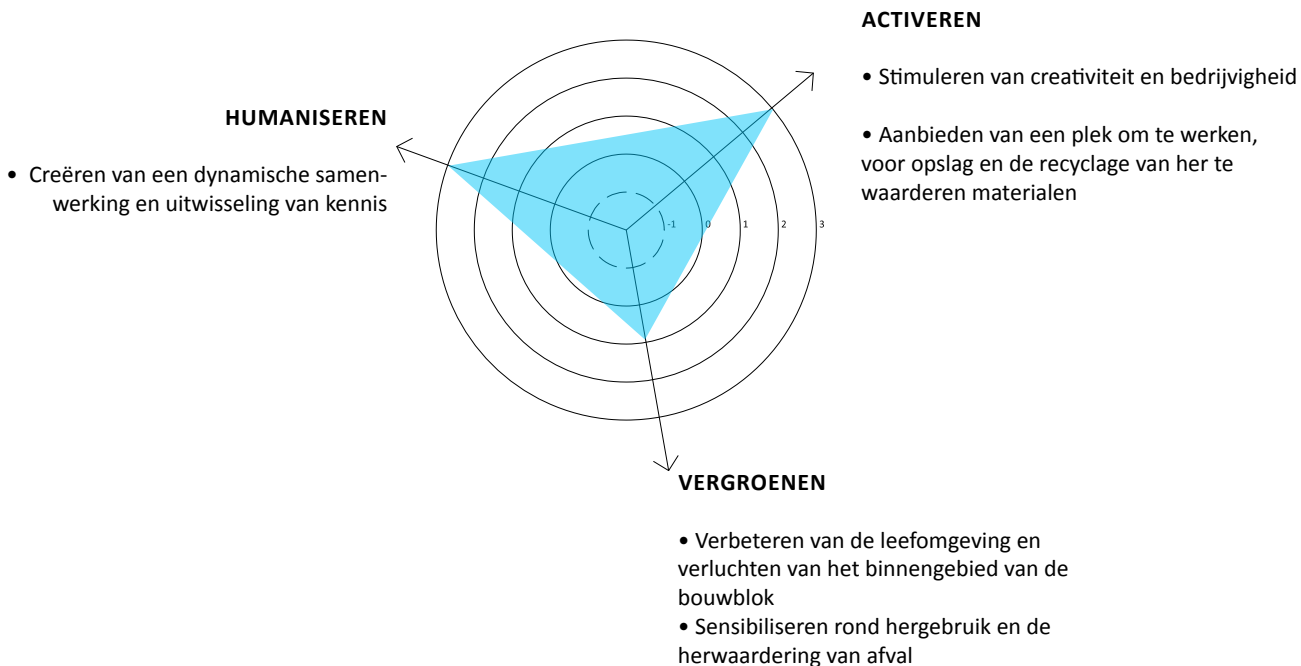 ACTIVEREN
• Stimuleren van creativiteit en bedrijvigheid
• Aanbieden van een plek om te werken,
voor opslag en de recyclage van her te
waarderen materialen
HUMANISEREN
• Creëren van een dynamische samen-
werking en uitwisseling van kennis
-1 0 1 2 3
VERGROENEN
• Verbeteren van de leefomgeving en
verluchten van het binnengebied van de
bouwblok
• Sensibiliseren rond hergebruik en de
herwaardering van afval